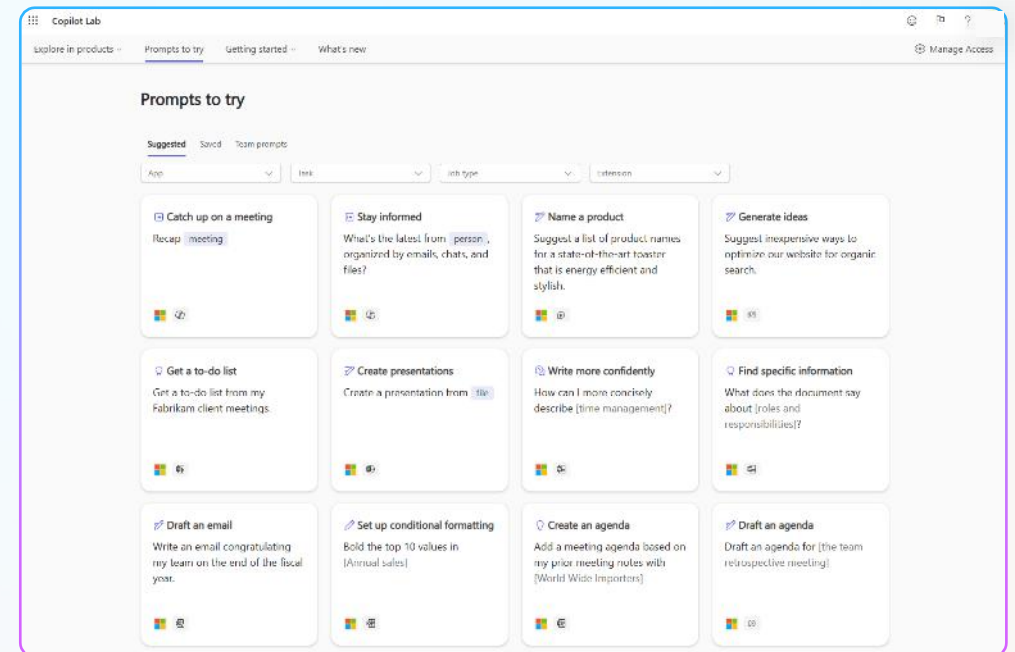 Copilot Lab
?
Explore in products
Prompts to try
Getting started
What's new
Manage Access
Prompts to try
Suggested
Saved
Team prompts
App
Task
Job type
Extension
Catch up on a meeting
Recap meeting
Stay informed
What's the latest from person ,
organized by emails, chats, and
files?
Name a product
Suggest a list of product names
for a state-of-the-art toaster
that is energy efficient and
stylish.
Generate ideas
Suggest inexpensive ways to
optimize our website for organic
search.
Get a to-do list
Get a to-do list from my
Fabrikam client meetings.
Create presentations
Create a presentation from file
Write more confidently
How can I more concisely
describe [time management]?
Find specific information
What does the document say
about [roles and
responsibilities]?
Draft an email
Write an email congratulating
my team on the end of the fiscal
year.
Set up conditional formatting
Bold the top 10 values in
[Annual sales]
Create an agenda
Add a meeting agenda based on
my prior meeting notes with
[World Wide Importers]
Draft an agenda
Draft an agenda for [the team
retrospective meeting]